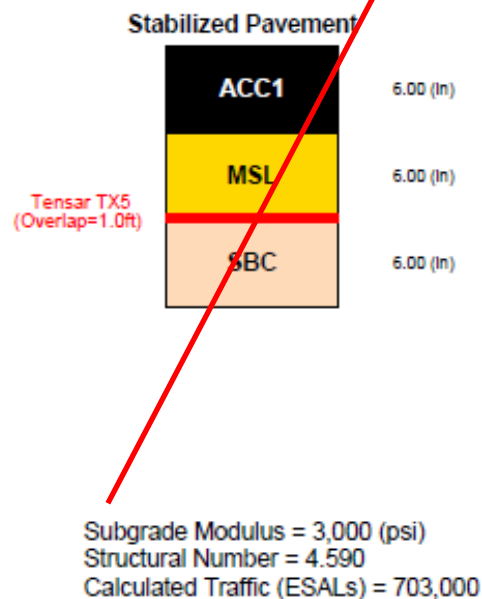 Stabilized Pavement
ACC1
6.00 (in)
MSL
6.00 (in)
Tensar TX5
(Overlap=1.0ft)
SBC
6.00 (in)
Subgrade Modulus = 3,000 (psi)
Structural Number = 4.590
Calculated Traffic (ESALs) = 703,000